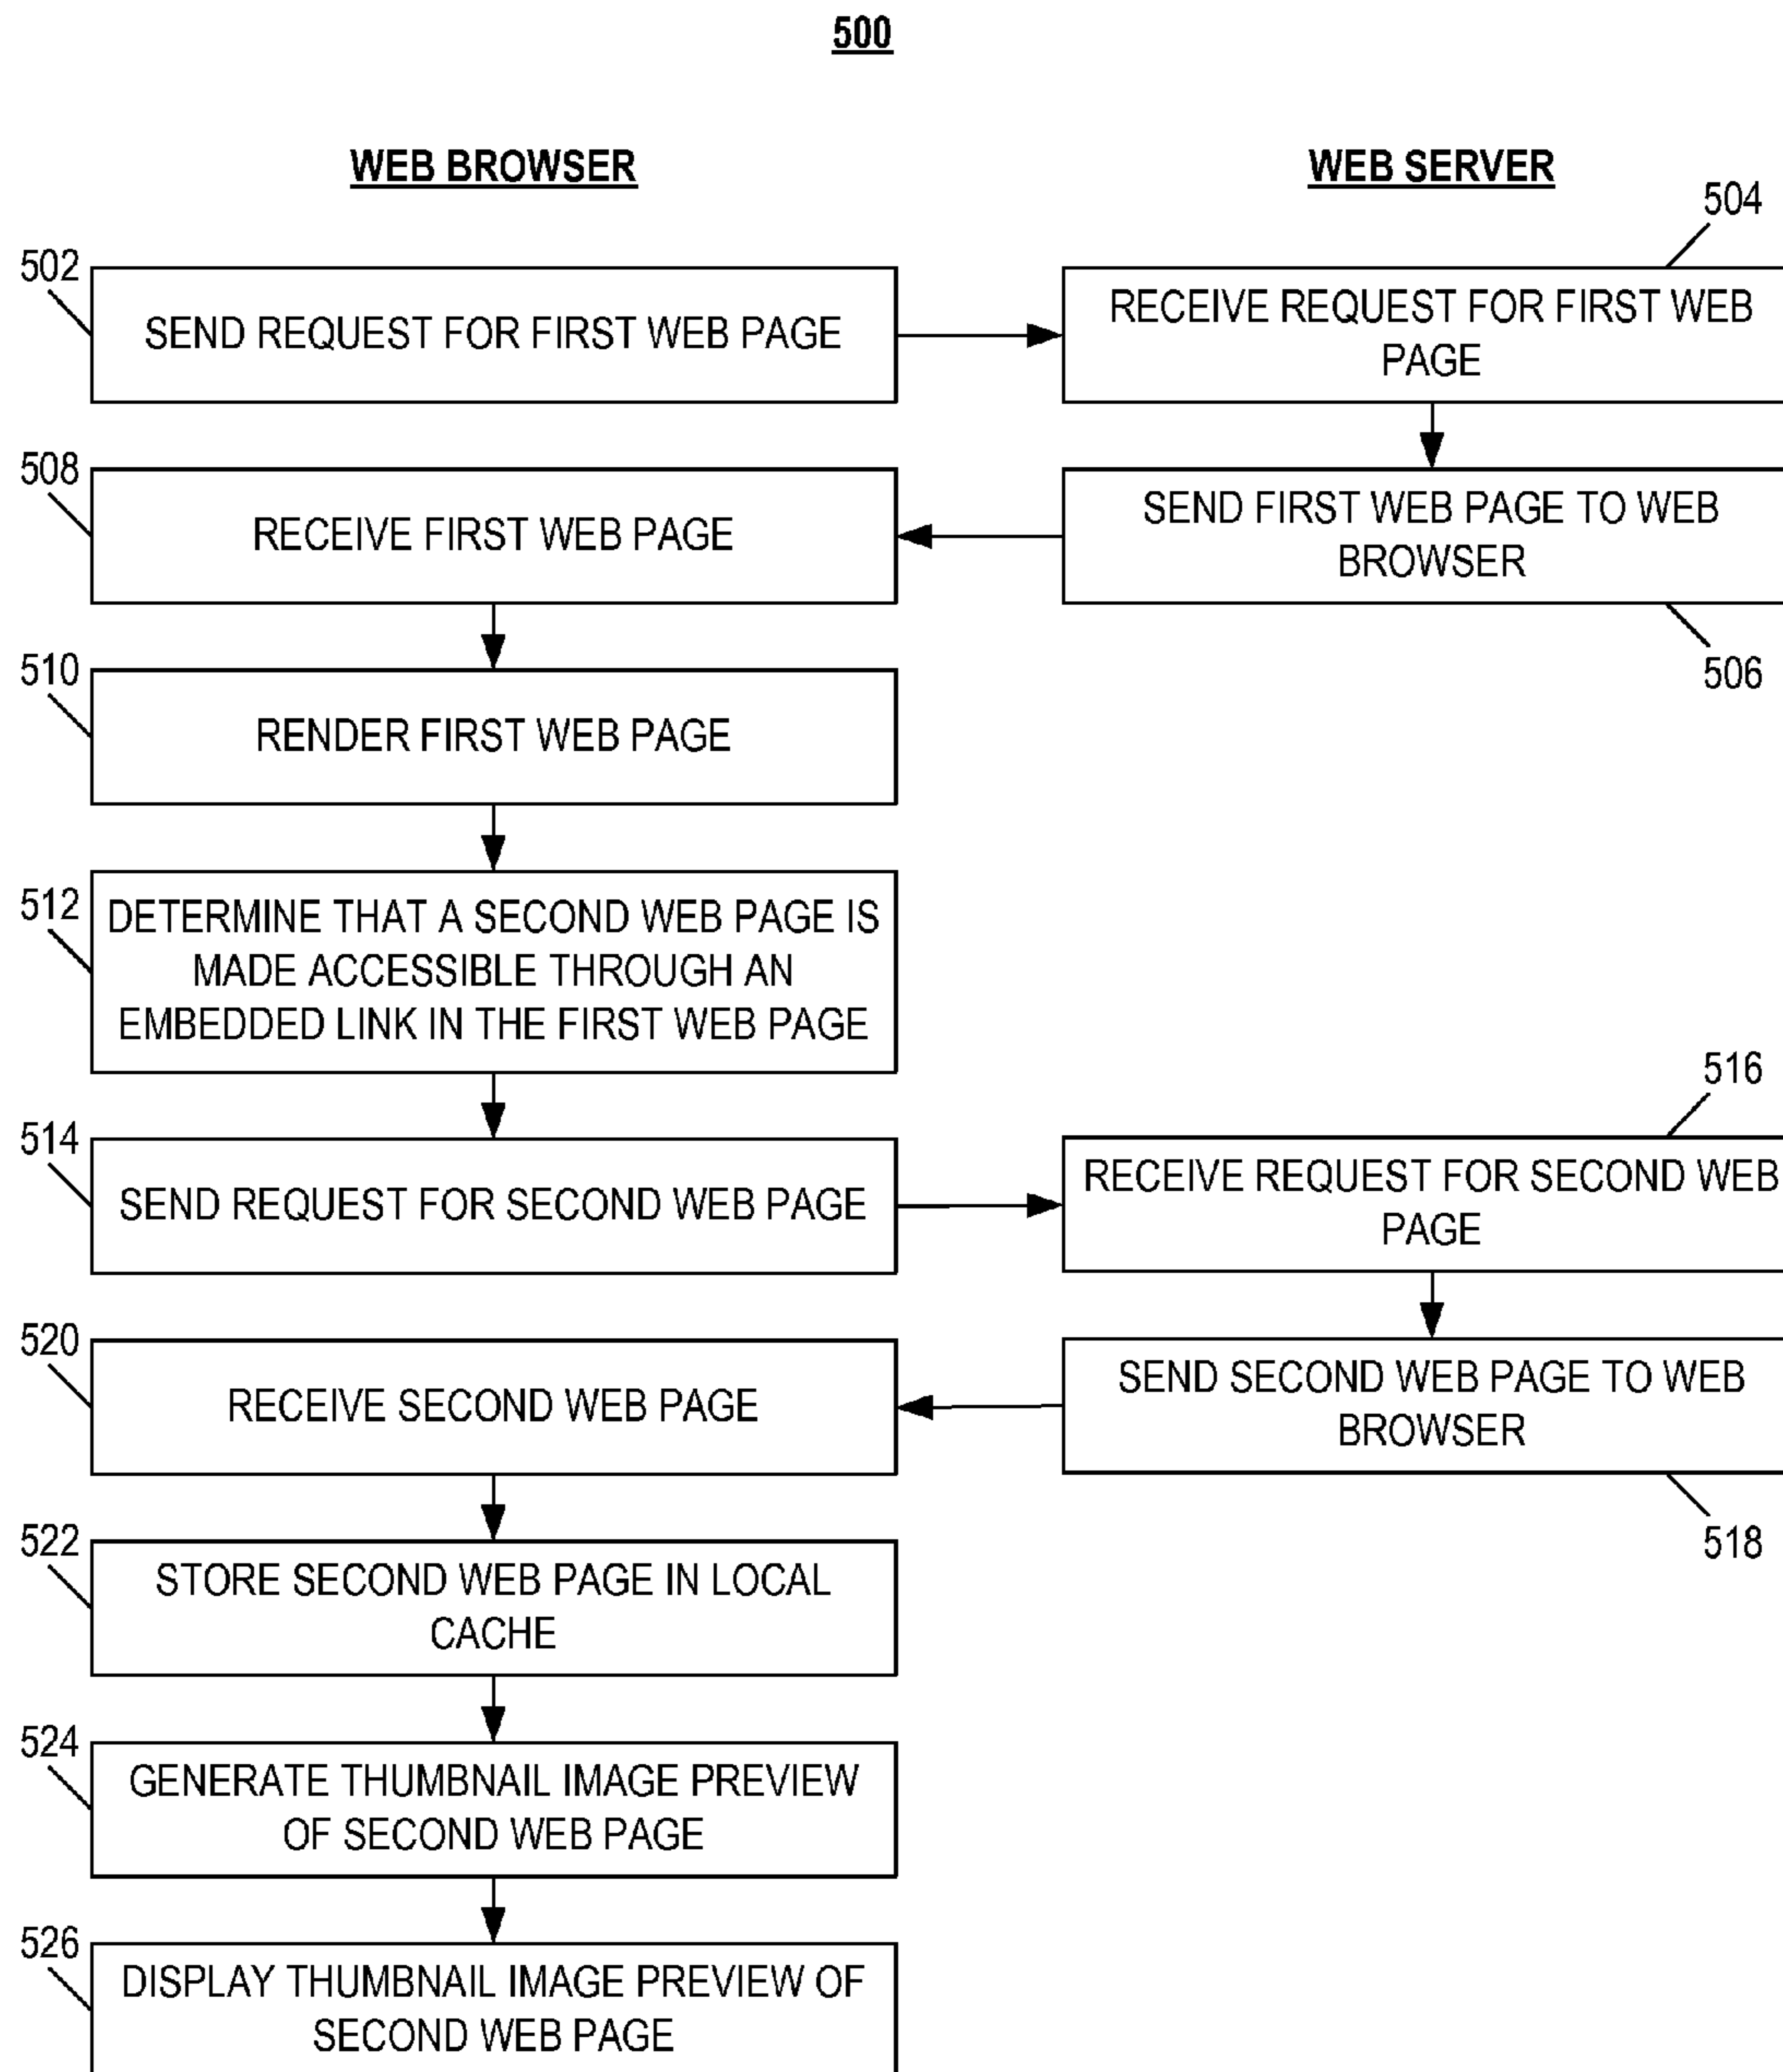 500
WEB BROWSER
WEB SERVER
504
502
SEND REQUEST FOR FIRST WEB PAGE
RECEIVE REQUEST FOR FIRST WEB
PAGE
508
RECEIVE FIRST WEB PAGE
SEND FIRST WEB PAGE TO WEB
BROWSER
506
510
RENDER FIRST WEB PAGE
512
DETERMINE THAT A SECOND WEB PAGE IS
MADE ACCESSIBLE THROUGH AN
EMBEDDED LINK IN THE FIRST WEB PAGE
516
514
SEND REQUEST FOR SECOND WEB PAGE
RECEIVE REQUEST FOR SECOND WEB
PAGE
520
RECEIVE SECOND WEB PAGE
SEND SECOND WEB PAGE TO WEB
BROWSER
518
522
STORE SECOND WEB PAGE IN LOCAL
CACHE
524
GENERATE THUMBNAIL IMAGE PREVIEW
OF SECOND WEB PAGE
526
DISPLAY THUMBNAIL IMAGE PREVIEW OF
SECOND WEB PAGE